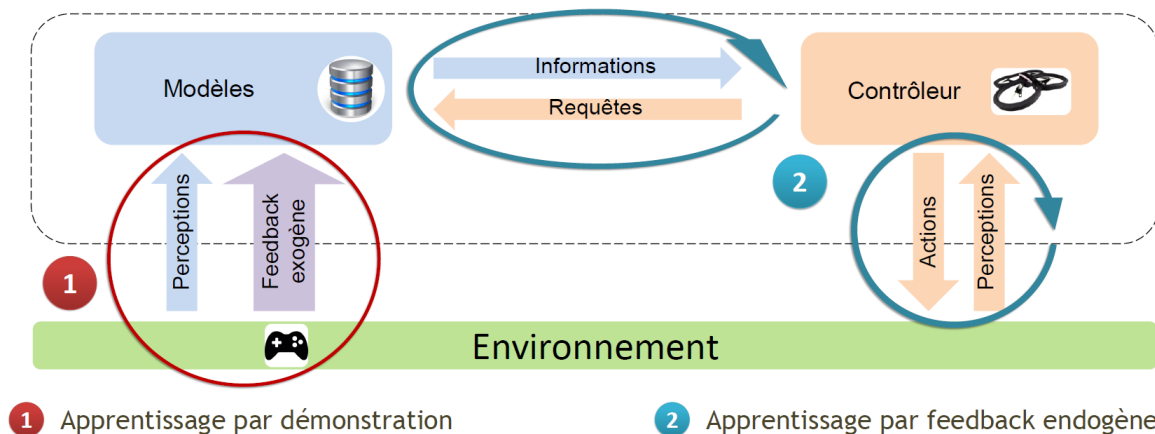 Modèles
Informations
Requêtes
Contrôleur
Perceptions
Feedback
exogène
2
Actions
Perceptions
1
Environnement
1 Apprentissage par démonstration
2 Apprentissage par feedback endogène